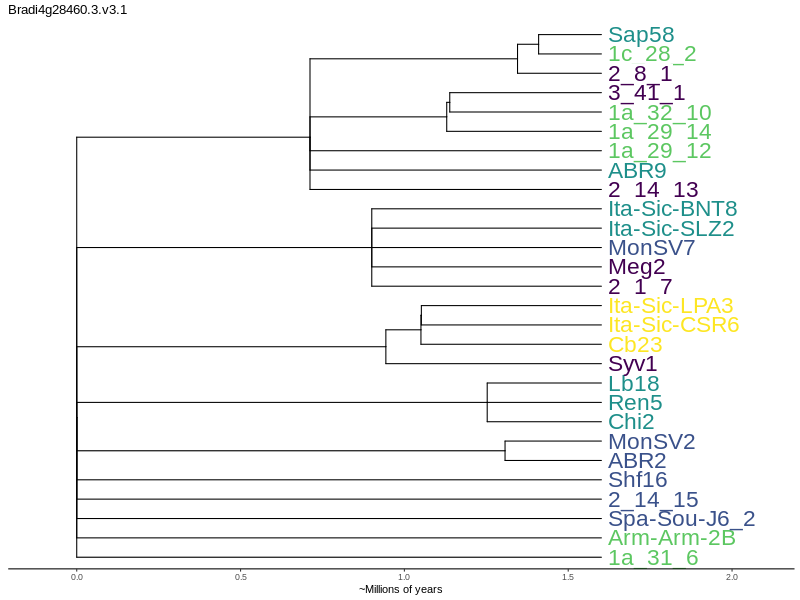 Bradi4g28460.3.v3.1
Sap58
1c_28_2
2_8_1
3_41_1
1a_32_10
1a_29_14
1a_29_12
ABR9
2_14_13
Ita-Sic-BNT8
Ita-Sic-SLZ2
MonSV7
Meg2
2_1_7
Ita-Sic-LPA3
Ita-Sic-CSR6
Cb23
Syv1
Lb18
Ren5
Chi2
MonSV2
ABR2
Shf16
2_14_15
Spa-Sou-J6_2
Arm-Arm-2B
1a_31_6
0.0 0.5 1.0 1.5 2.0
~Millions of years